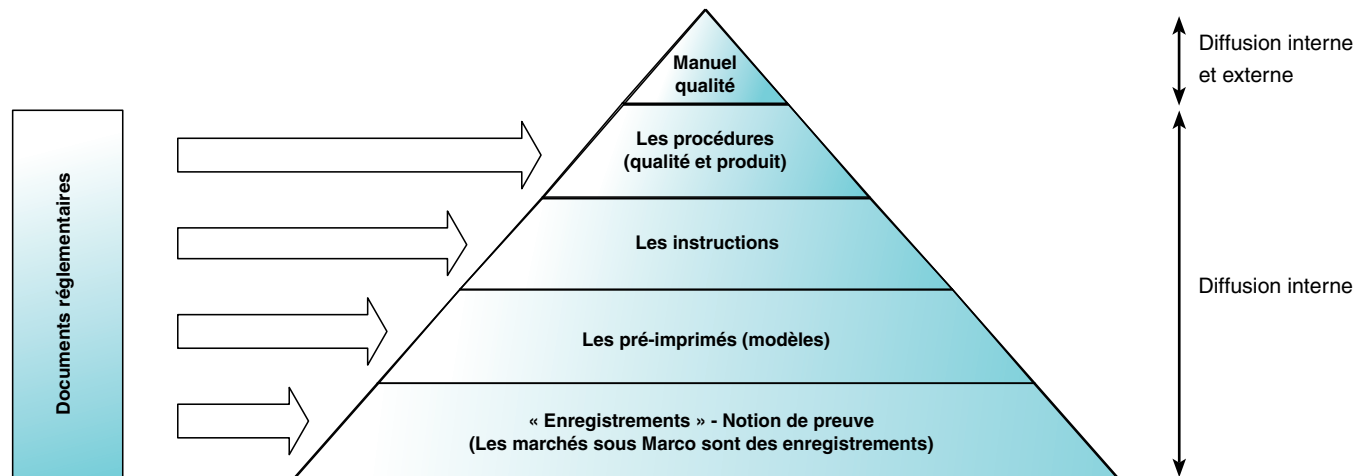 Manuel
qualité
Diffusion interne
et externe
Documents réglementaires
Les procédures
(qualité et produit)
Les instructions
Diffusion interne
Les pré-imprimés (modèles)
« Enregistrements » - Notion de preuve
(Les marchés sous Marco sont des enregistrements)